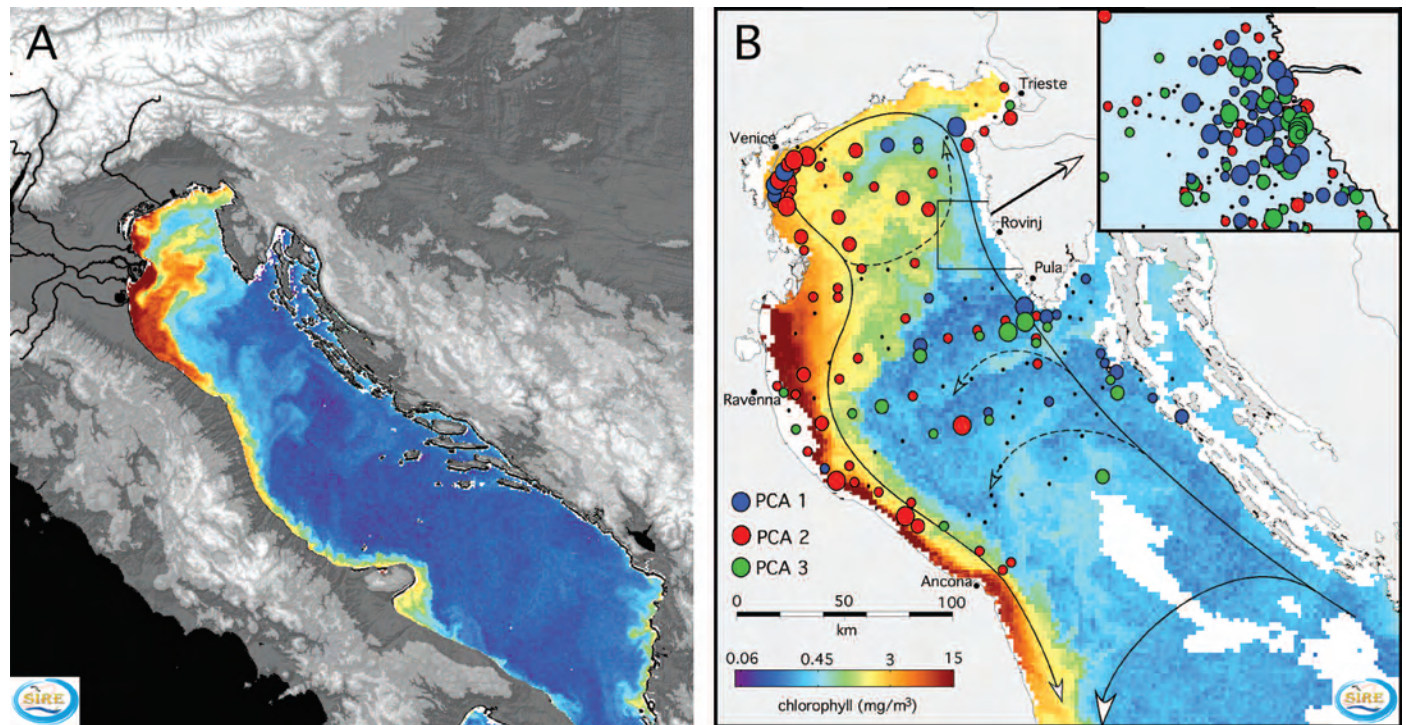 A
SIRE
B
Trieste
Venice
Rovinj
Pula
Ravenna
PCA 1
PCA 2
PCA 3
Ancona
0 50 100
km
0.06 0.45 3 15
chlorophyll (mg/m³)
SIRE